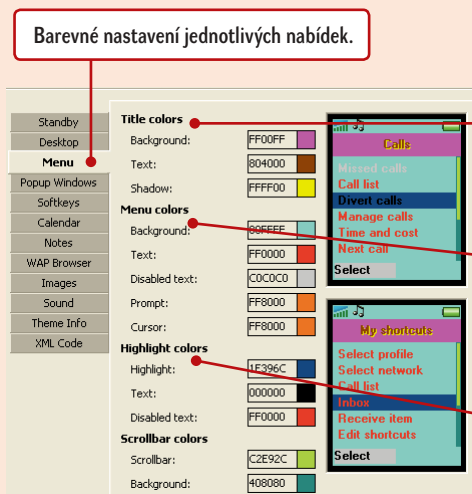 Barevné nastavení jednotlivých nabídek.
Standby
Desktop
Menu
Popup Windows
Softkeys
Calendar
Notes
WAP Browser
Images
Sound
Theme Info
XML Code
Title colors
Background: FF00FF
Text: 804000
Shadow: FFFF00
Menu colors
Background: 80FFFF
Text: FF0000
Disabled text: C0C0C0
Prompt: FF8000
Cursor: FF8000
Highlight colors
Highlight: 1E396C
Text: 000000
Disabled text: FF0000
Scrollbar colors
Scrollbar: C2E92C
Background: 408080
Calls
Missed calls
Call list
Divert calls
Manage calls
Time and cost
Next call
Select
My shortcuts
Select profile
Select network
Call list
Inbox
Receive item
Edit shortcuts
Select